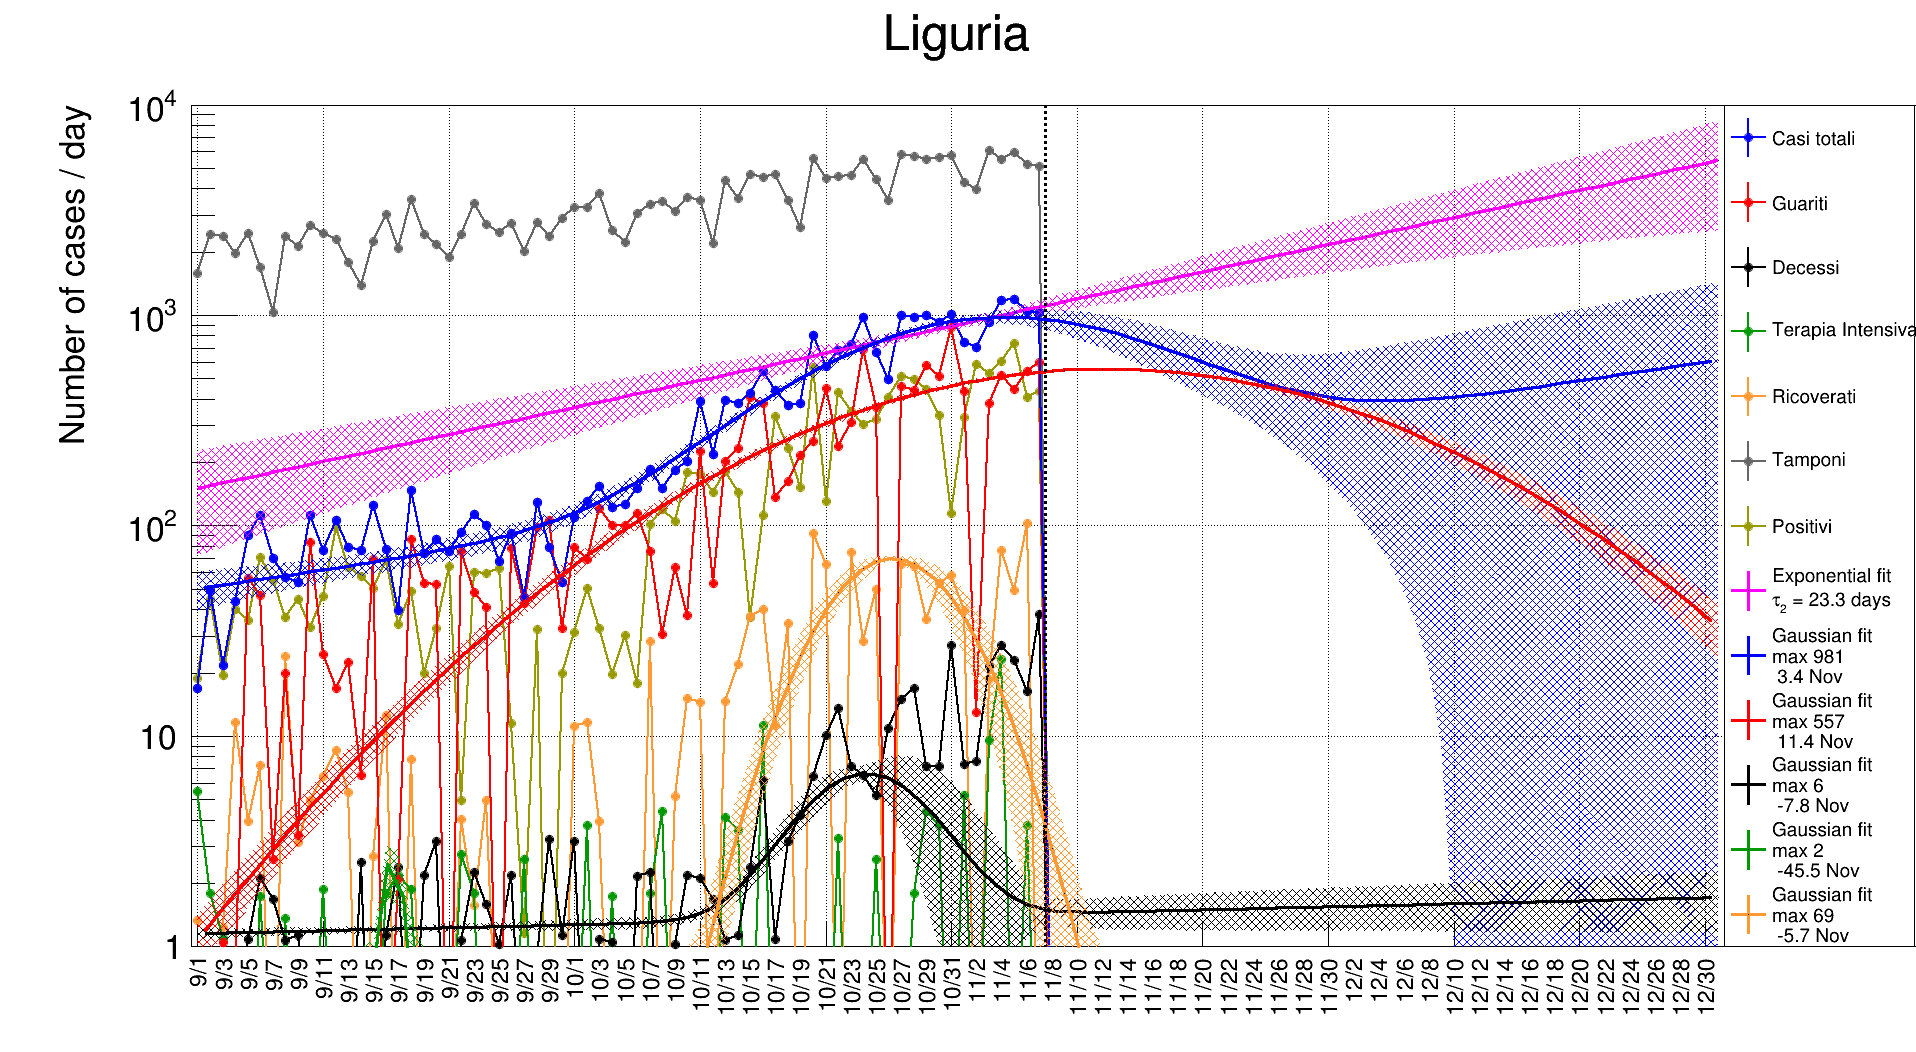 Liguria
Number of cases / day
10^4
10^3
10^2
10
1
9/1 9/3 9/5 9/7 9/9 9/11 9/13 9/15 9/17 9/19 9/21 9/23 9/25 9/27 9/29 10/1 10/3 10/5 10/7 10/9 10/11 10/13 10/15 10/17 10/19 10/21 10/23 10/25 10/27 10/29 10/31 11/2 11/4 11/6 11/8 11/10 11/12 11/14 11/16 11/18 11/20 11/22 11/24 11/26 11/28 11/30 12/2 12/4 12/6 12/8 12/10 12/12 12/14 12/16 12/18 12/20 12/22 12/24 12/26 12/28 12/30
Casi totali
Guariti
Decessi
Terapia Intensiva
Ricoverati
Tamponi
Positivi
Exponential fit
τ₂ = 23.3 days
Gaussian fit
max 981
3.4 Nov
Gaussian fit
max 557
11.4 Nov
Gaussian fit
max 6
-7.8 Nov
Gaussian fit
max 2
-45.5 Nov
Gaussian fit
max 69
-5.7 Nov